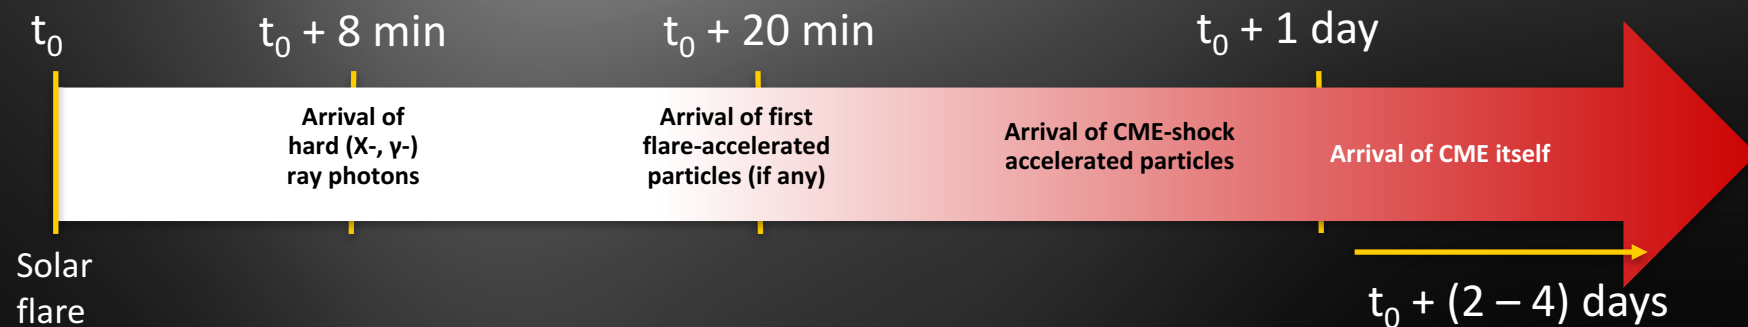 t0
t0 + 8 min
t0 + 20 min
t0 + 1 day
Arrival of
hard (X-, γ-)
ray photons
Arrival of first
flare-accelerated
particles (if any)
Arrival of CME-shock
accelerated particles
Arrival of CME itself
Solar
flare
t0 + (2 – 4) days